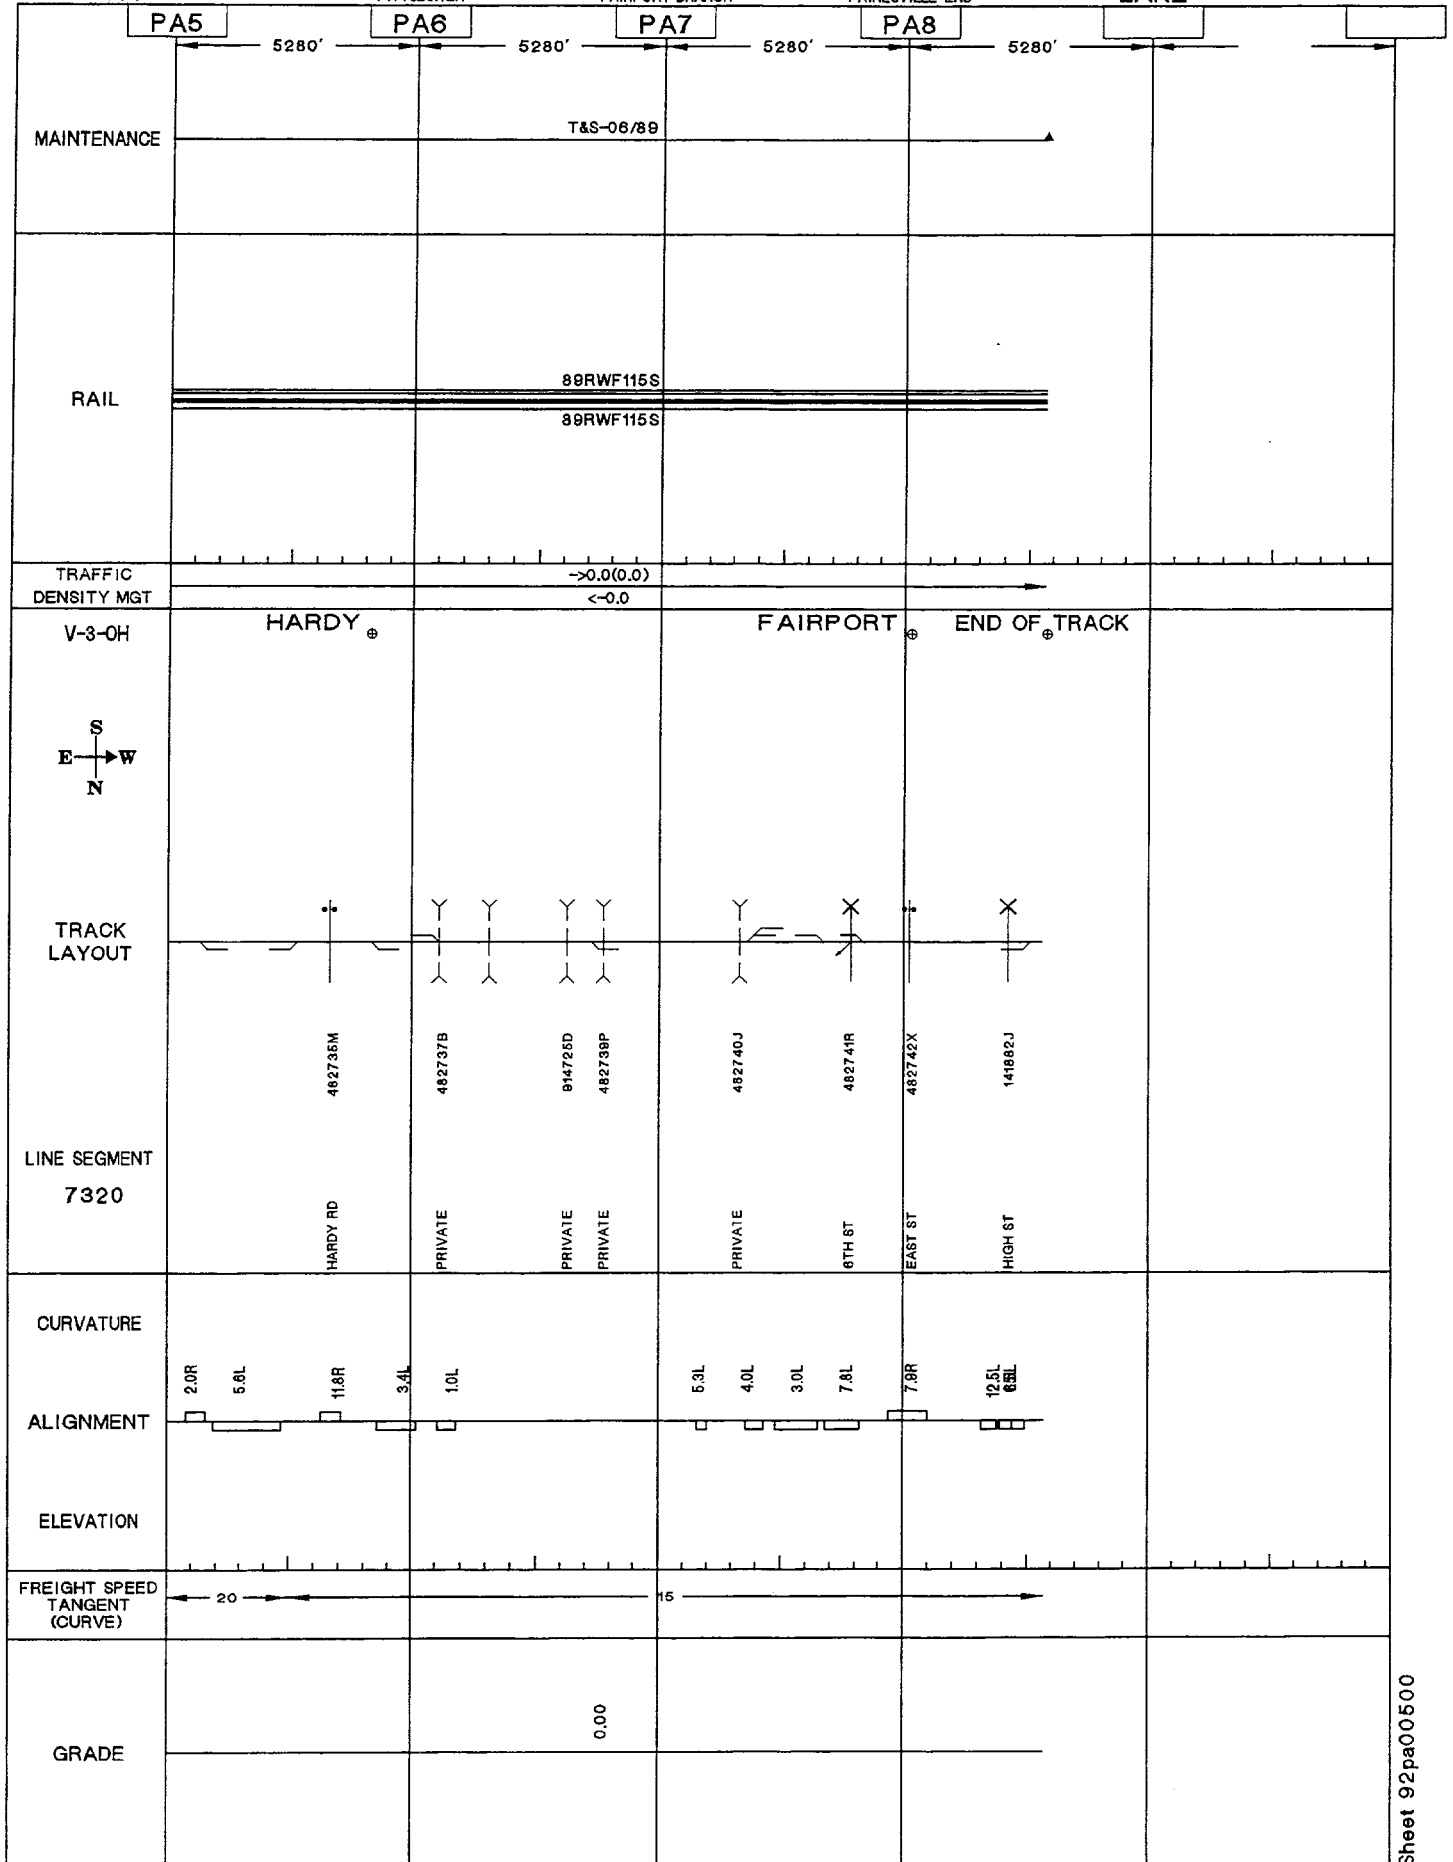 PA5 PA6 PA7 PA8
5280' 5280' 5280' 5280'
MAINTENANCE
T&S-06/89
RAIL
89RWF115S
89RWF115S
TRAFFIC
DENSITY MGT
->0.0(0.0)
<-0.0
V-3-OH
HARDY
FAIRPORT
END OF TRACK
S
E W
N
TRACK
LAYOUT
482735M
482737B
914725D
482739P
482740J
482741R
482742X
141882J
LINE SEGMENT
7320
HARDY RD
PRIVATE
PRIVATE
PRIVATE
PRIVATE
6TH ST
EAST ST
HIGH ST
CURVATURE
2.0R
5.6L
11.8R
3.4L
1.0L
5.3L
4.0L
3.0L
7.8L
7.9R
12.5L
ALIGNMENT
ELEVATION
FREIGHT SPEED
TANGENT
(CURVE)
20
15
GRADE
0.00
Sheet 92pa00500